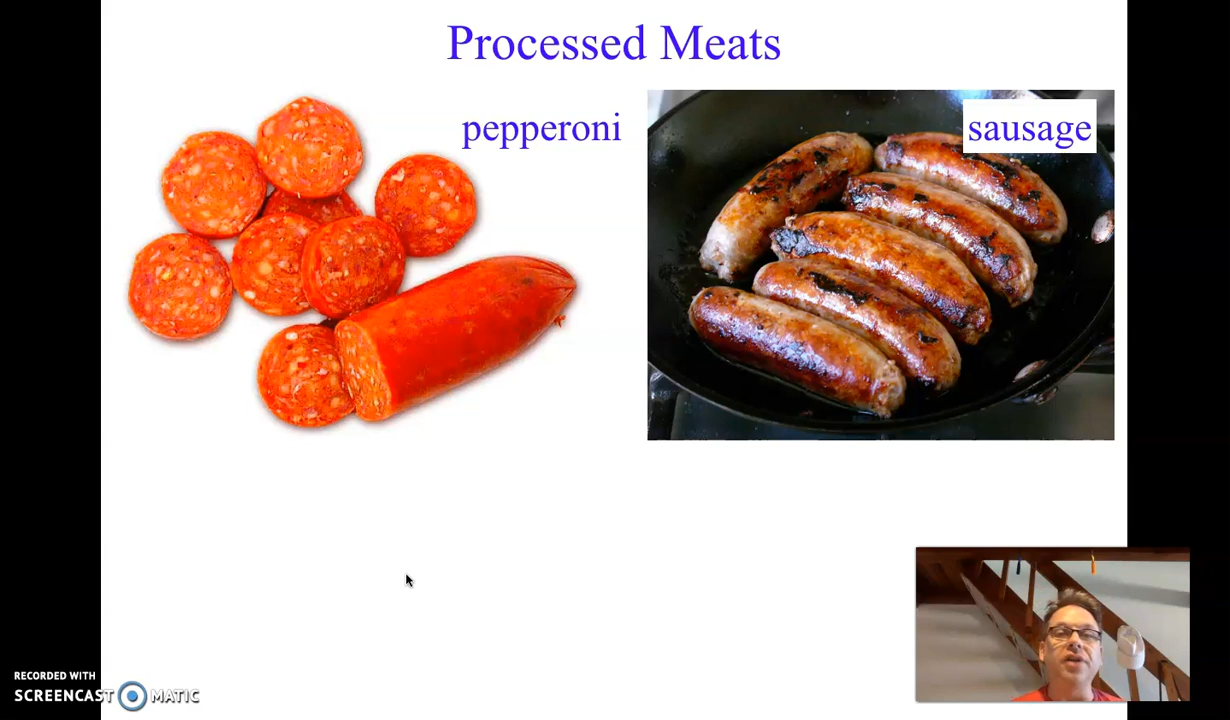 Processed Meats
pepperoni
sausage
RECORDED WITH
SCREENCAST MATIC